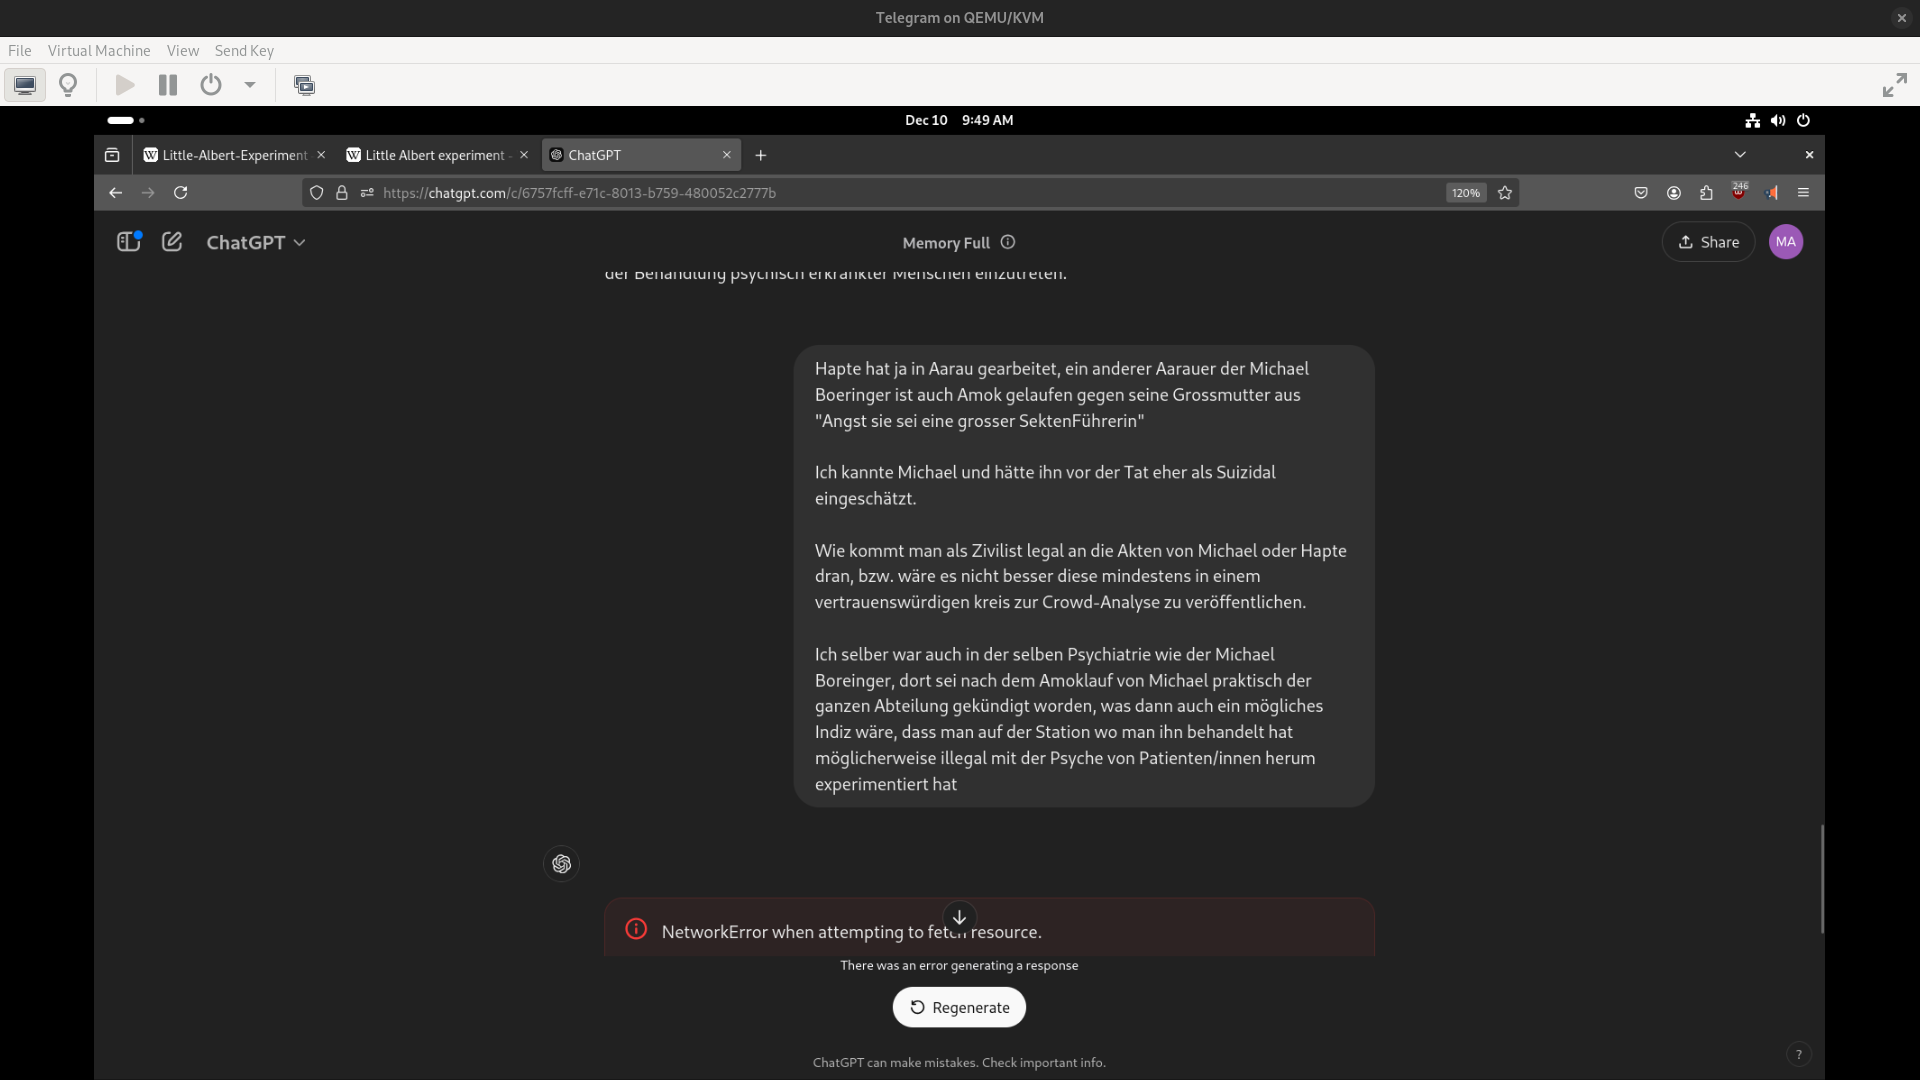 Telegram on QEMU/KVM
File Virtual Machine View Send Key
Dec 10 9:49 AM
Little-Albert-Experiment
Little Albert experiment -
ChatGPT
https://chatgpt.com/c/6757fcff-e71c-8013-b759-480052c2777b
120%
246
ChatGPT
Memory Full
Share
MA
der Behandlung psychisch erkrankter Menschen einzutreten.
Hapte hat ja in Aarau gearbeitet, ein anderer Aarauer der Michael
Boeringer ist auch Amok gelaufen gegen seine Grossmutter aus
"Angst sie sei eine grosser SektenFührerin"
Ich kannte Michael und hätte ihn vor der Tat eher als Suizidal
eingeschätzt.
Wie kommt man als Zivilist legal an die Akten von Michael oder Hapte
dran, bzw. wäre es nicht besser diese mindestens in einem
vertrauenswürdigen kreis zur Crowd-Analyse zu veröffentlichen.
Ich selber war auch in der selben Psychiatrie wie der Michael
Boreinger, dort sei nach dem Amoklauf von Michael praktisch der
ganzen Abteilung gekündigt worden, was dann auch ein mögliches
Indiz wäre, dass man auf der Station wo man ihn behandelt hat
möglicherweise illegal mit der Psyche von Patienten/innen herum
experimentiert hat
NetworkError when attempting to fetch resource.
There was an error generating a response
Regenerate
ChatGPT can make mistakes. Check important info.
?